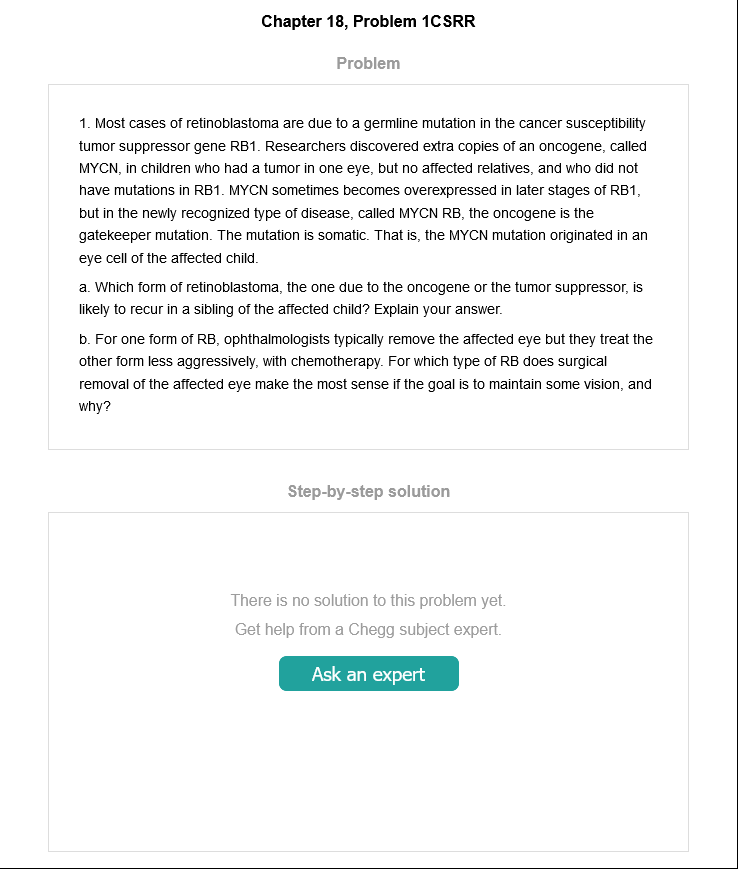 Chapter 18, Problem 1CSRR
Problem
1. Most cases of retinoblastoma are due to a germline mutation in the cancer susceptibility
tumor suppressor gene RB1. Researchers discovered extra copies of an oncogene, called
MYCN, in children who had a tumor in one eye, but no affected relatives, and who did not
have mutations in RB1. MYCN sometimes becomes overexpressed in later stages of RB1,
but in the newly recognized type of disease, called MYCN RB, the oncogene is the
gatekeeper mutation. The mutation is somatic. That is, the MYCN mutation originated in an
eye cell of the affected child.
a. Which form of retinoblastoma, the one due to the oncogene or the tumor suppressor, is
likely to recur in a sibling of the affected child? Explain your answer.
b. For one form of RB, ophthalmologists typically remove the affected eye but they treat the
other form less aggressively, with chemotherapy. For which type of RB does surgical
removal of the affected eye make the most sense if the goal is to maintain some vision, and
why?
Step-by-step solution
There is no solution to this problem yet.
Get help from a Chegg subject expert.
Ask an expert